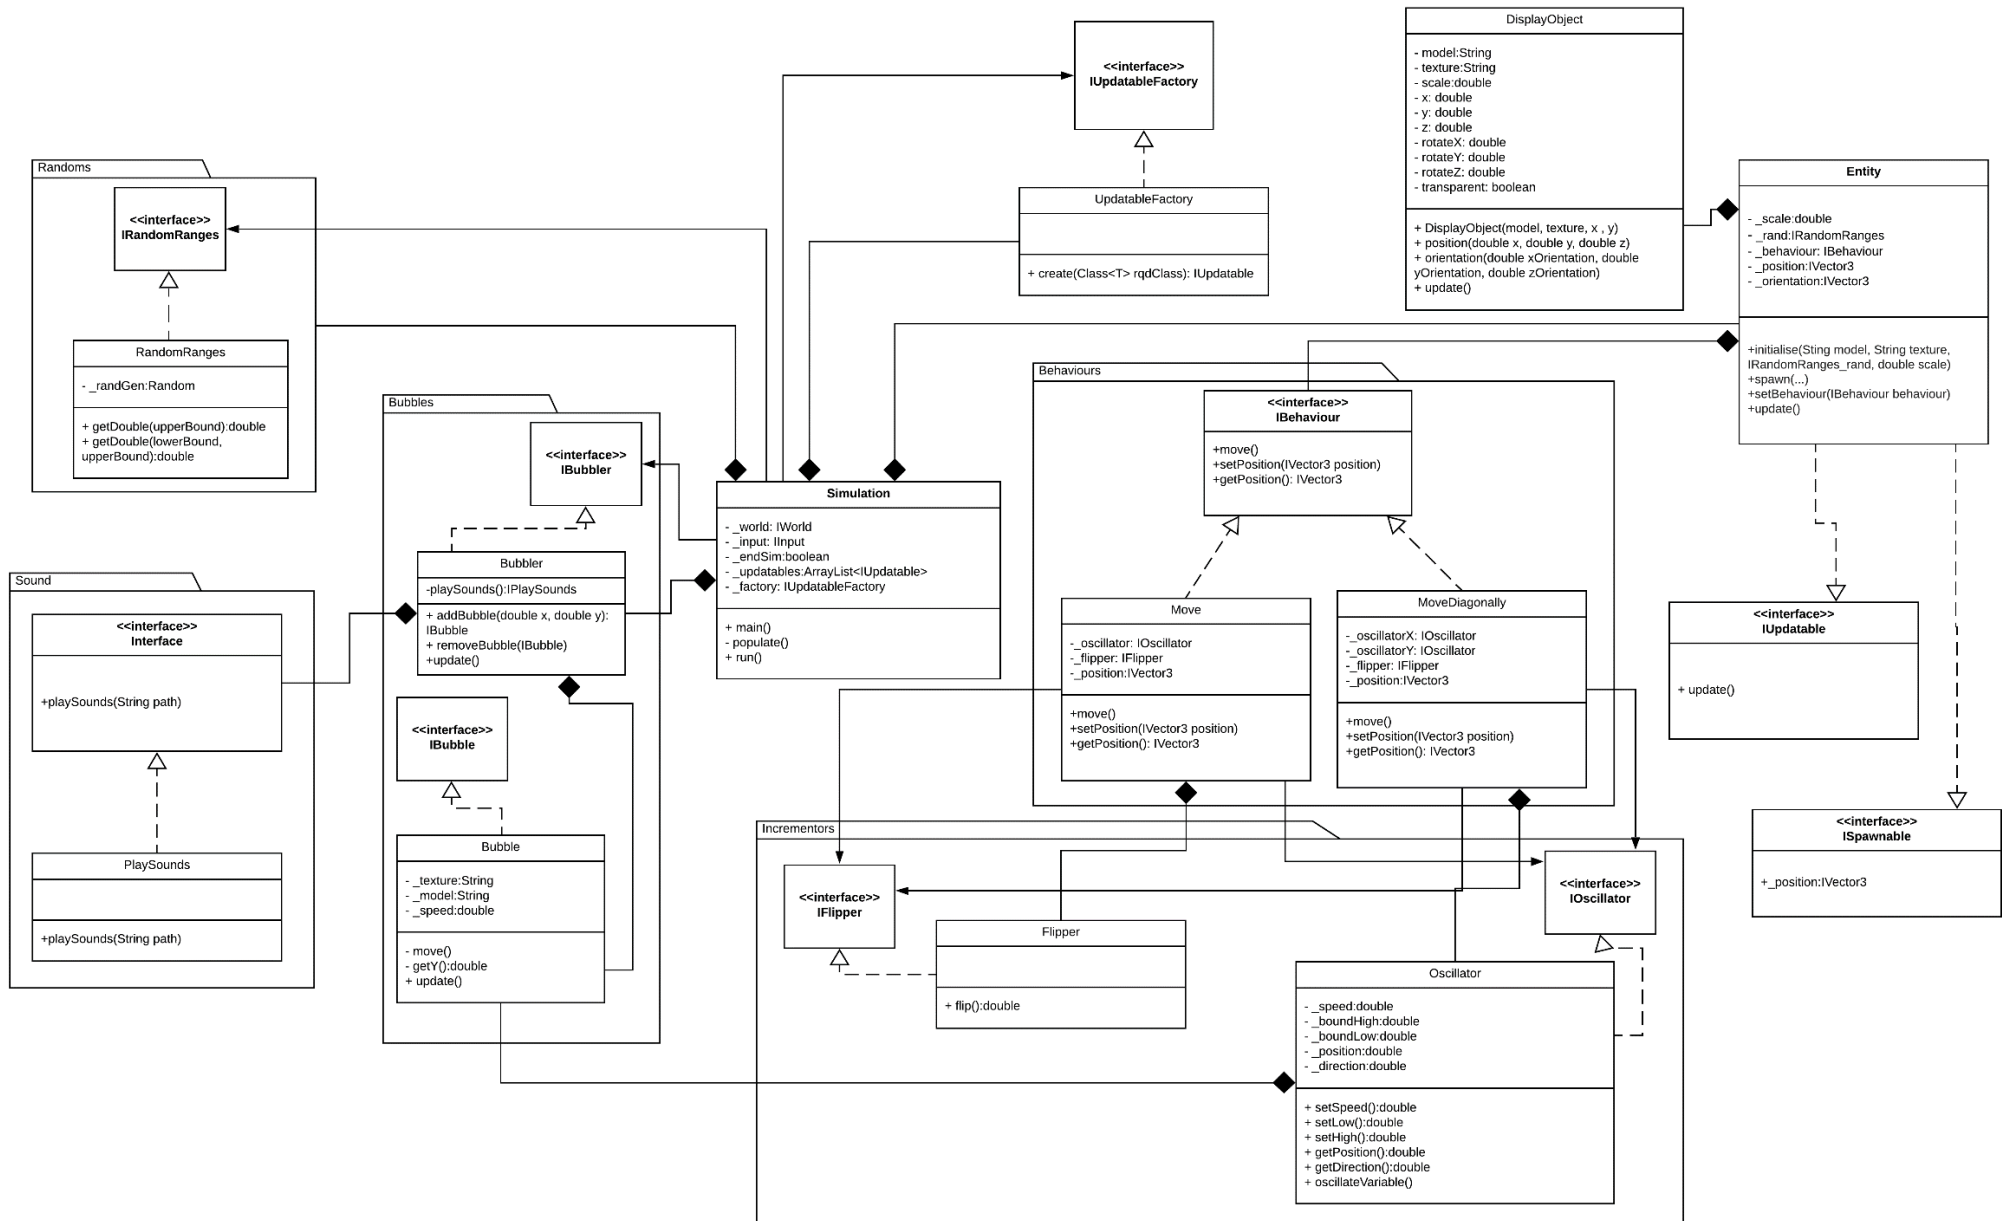 <<interface>>
IUpdatableFactory
DisplayObject
- model:String
- texture:String
- scale:double
- x: double
- y: double
- z: double
- rotateX: double
- rotateY: double
- rotateZ: double
- transparent: boolean
+ DisplayObject(model, texture, x , y)
+ position(double x, double y, double z)
+ orientation(double xOrientation, double
yOrientation, double zOrientation)
+ update()
Randoms
<<interface>>
IRandomRanges
RandomRanges
- _randGen:Random
+ getDouble(upperBound):double
+ getDouble(lowerBound,
upperBound):double
UpdatableFactory
+ create(Class<T> rqdClass): IUpdatable
Entity
- _scale:double
- _rand:IRandomRanges
- _behaviour: IBehaviour
- _position:IVector3
- _orientation:IVector3
+initialise(Sting model, String texture,
IRandomRanges_rand, double scale)
+spawn(...)
+setBehaviour(IBehaviour behaviour)
+update()
Bubbles
<<interface>>
IBubbler
Bubbler
-playSounds():IPlaySounds
+ addBubble(double x, double y):
IBubble
+ removeBubble(IBubble)
+update()
<<interface>>
IBubble
Bubble
- _texture:String
- _model:String
- _speed:double
- move()
- getY():double
+ update()
Simulation
- _world: IWorld
- _input: IInput
- _endSim:boolean
- _updatables:ArrayList<IUpdatable>
- _factory: IUpdatableFactory
+ main()
- populate()
+ run()
Behaviours
<<interface>>
IBehaviour
+move()
+setPosition(IVector3 position)
+getPosition(): IVector3
Move
-_oscillator: IOscillator
-_flipper: IFlipper
-_position:IVector3
+move()
+setPosition(IVector3 position)
+getPosition(): IVector3
MoveDiagonally
-_oscillatorX: IOscillator
-_oscillatorY: IOscillator
-_flipper: IFlipper
-_position:IVector3
+move()
+setPosition(IVector3 position)
+getPosition(): IVector3
Sound
<<interface>>
Interface
+playSounds(String path)
PlaySounds
+playSounds(String path)
<<interface>>
IUpdatable
+ update()
<<interface>>
ISpawnable
+_position:IVector3
Incrementors
<<interface>>
IFlipper
Flipper
+ flip():double
<<interface>>
IOscillator
Oscillator
- _speed:double
- _boundHigh:double
- _boundLow:double
- _position:double
- _direction:double
+ setSpeed():double
+ setLow():double
+ setHigh():double
+ getPosition():double
+ getDirection():double
+ oscillateVariable()